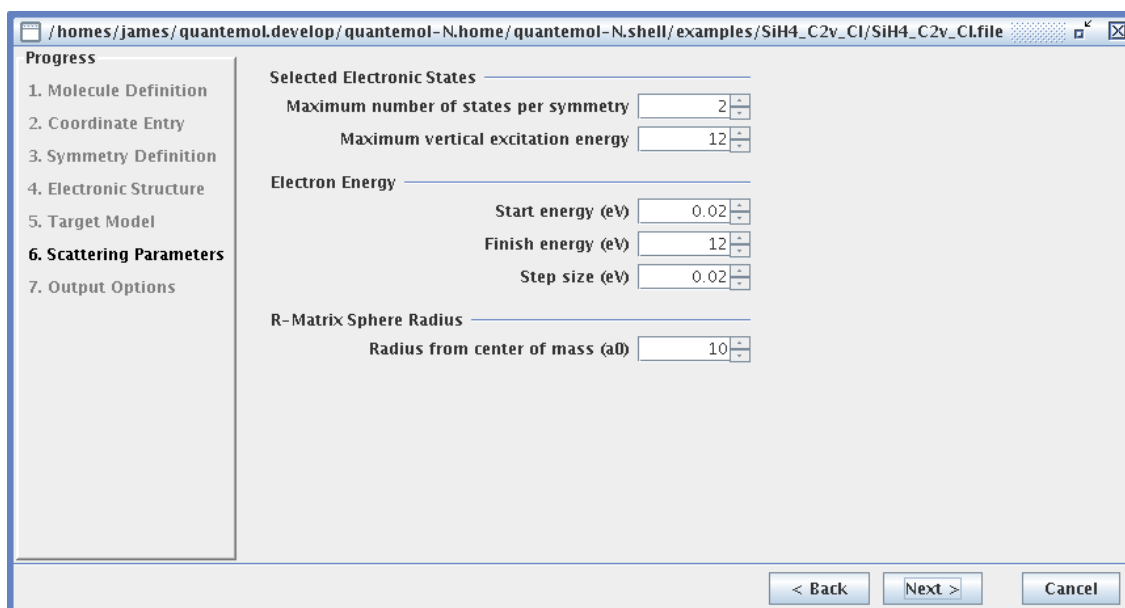 /homes/james/quantemol.develop/quantemol-N.home/quantemol-N.shell/examples/SiH4_C2v_CI/SiH4_C2v_CI.file
Progress
1. Molecule Definition
2. Coordinate Entry
3. Symmetry Definition
4. Electronic Structure
5. Target Model
6. Scattering Parameters
7. Output Options
Selected Electronic States
Maximum number of states per symmetry 2
Maximum vertical excitation energy 12
Electron Energy
Start energy (eV) 0.02
Finish energy (eV) 12
Step size (eV) 0.02
R-Matrix Sphere Radius
Radius from center of mass (a0) 10
< Back Next > Cancel